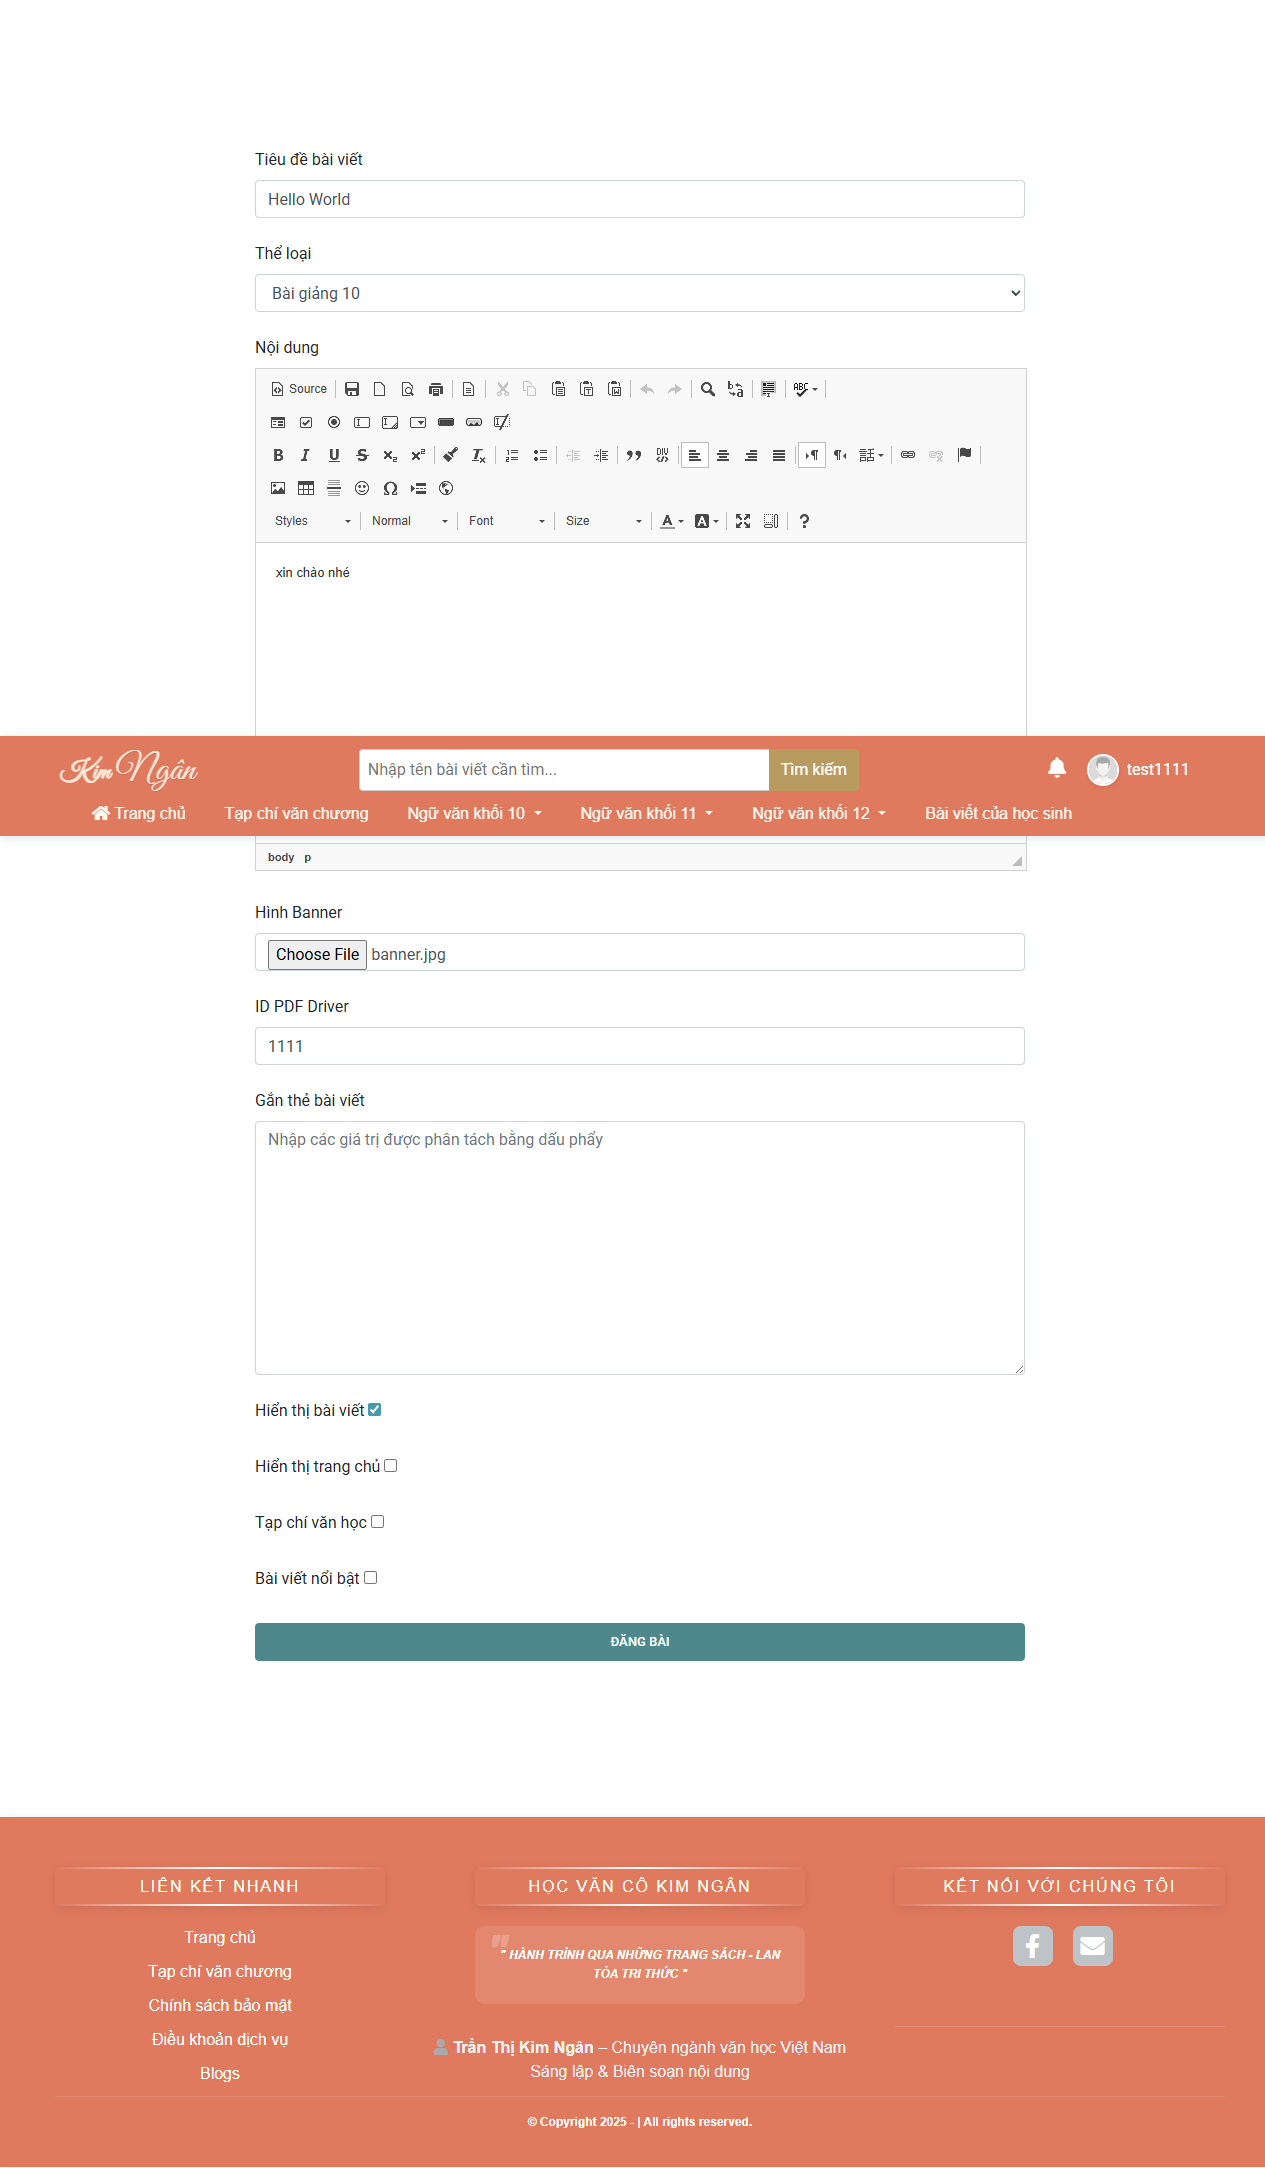 Tiêu đề bài viết
Hello World
Thể loại
Bài giảng 10
Nội dung
Source
Styles Normal Font Size
xin chào nhé
Kim Ngân
Nhập tên bài viết cần tìm... Tìm kiếm
test1111
Trang chủ Tạp chí văn chương Ngữ văn khối 10 Ngữ văn khối 11 Ngữ văn khối 12 Bài viết của học sinh
body p
Hình Banner
Choose File banner.jpg
ID PDF Driver
1111
Gắn thẻ bài viết
Nhập các giá trị được phân tách bằng dấu phẩy
Hiển thị bài viết
Hiển thị trang chủ
Tạp chí văn học
Bài viết nổi bật
ĐĂNG BÀI
LIÊN KẾT NHANH
Trang chủ
Tạp chí văn chương
Chính sách bảo mật
Điều khoản dịch vụ
Blogs
HỌC VĂN CÔ KIM NGÂN
" HÀNH TRÌNH QUA NHỮNG TRANG SÁCH - LAN
TỎA TRI THỨC "
Trần Thị Kim Ngân – Chuyên ngành văn học Việt Nam
Sáng lập & Biên soạn nội dung
KẾT NỐI VỚI CHÚNG TÔI
© Copyright 2025 - | All rights reserved.